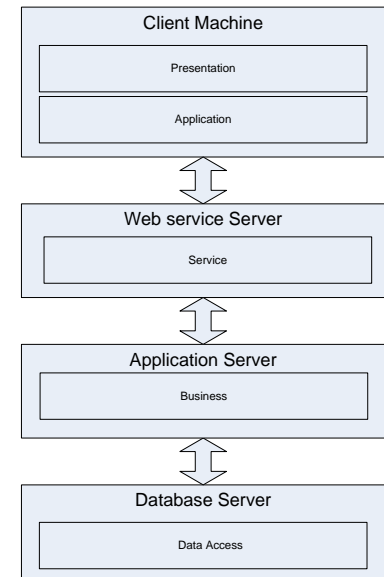 Client Machine
Presentation
Application
Web service Server
Service
Application Server
Business
Database Server
Data Access